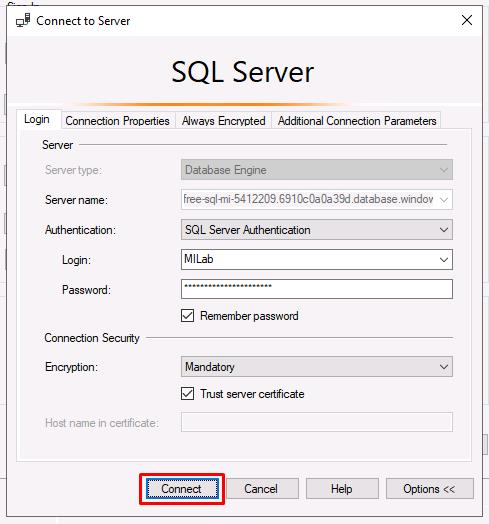 Connect to Server
SQL Server
Login Connection Properties Always Encrypted Additional Connection Parameters
Server
Server type: Database Engine
Server name: free-sql-mi-5412209.6910c0a0a39d.database.window
Authentication: SQL Server Authentication
Login: MILab
Password: **********************
Remember password
Connection Security
Encryption: Mandatory
Trust server certificate
Host name in certificate:
Connect Cancel Help Options <<